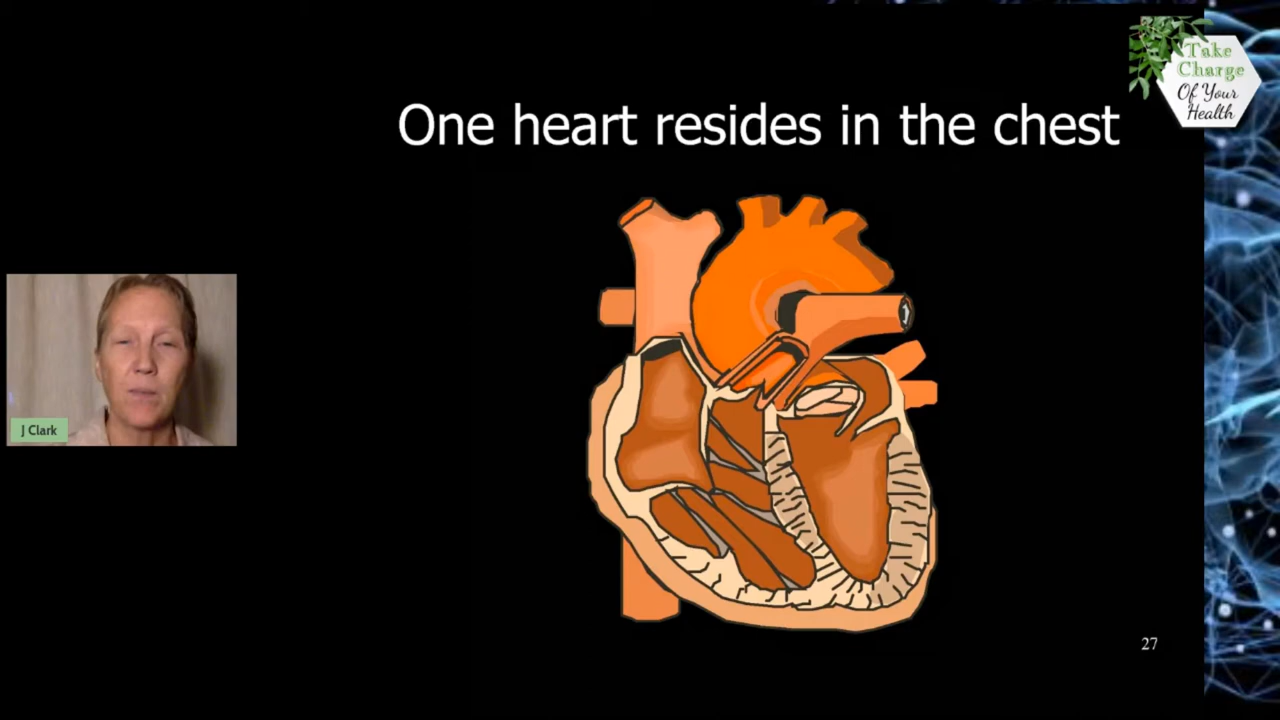 One heart resides in the chest
Take
Charge
Of Your
Health
J Clark
27